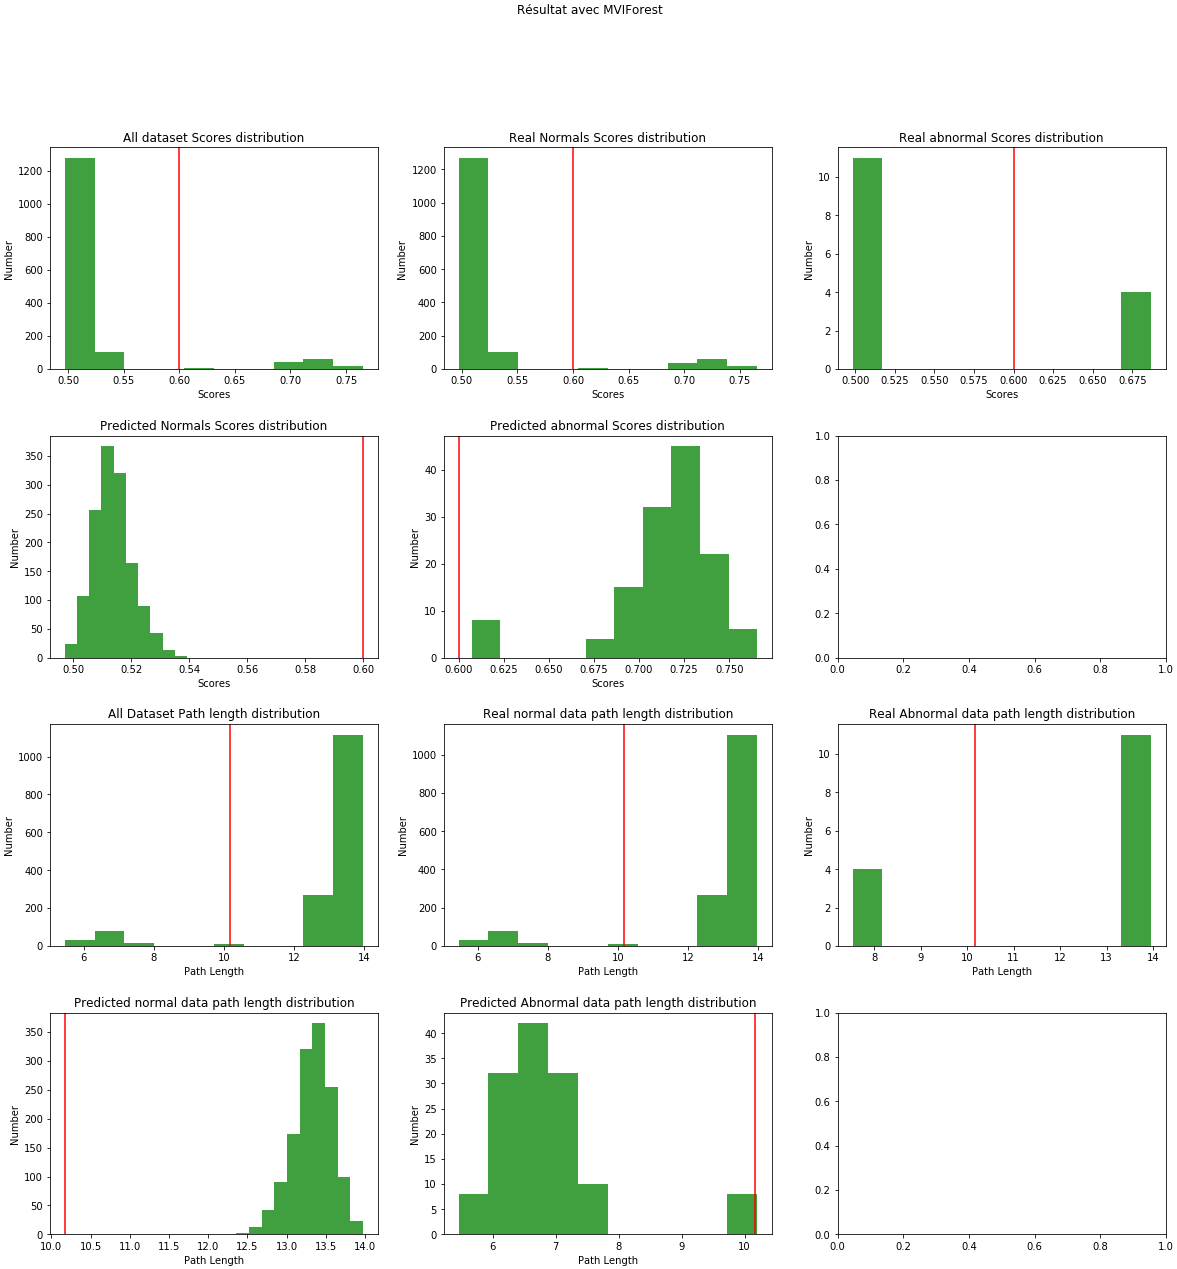 Résultat avec MVIForest
All dataset Scores distribution
Number
1200
1000
800
600
400
200
0
0.50 0.55 0.60 0.65 0.70 0.75
Scores
Real Normals Scores distribution
Number
1200
1000
800
600
400
200
0
0.50 0.55 0.60 0.65 0.70 0.75
Scores
Real abnormal Scores distribution
Number
10
8
6
4
2
0
0.500 0.525 0.550 0.575 0.600 0.625 0.650 0.675
Scores
Predicted Normals Scores distribution
Number
350
300
250
200
150
100
50
0
0.50 0.52 0.54 0.56 0.58 0.60
Scores
Predicted abnormal Scores distribution
Number
40
30
20
10
0
0.600 0.625 0.650 0.675 0.700 0.725 0.750
Scores
1.0
0.8
0.6
0.4
0.2
0.0
0.0 0.2 0.4 0.6 0.8 1.0
All Dataset Path length distribution
Number
1000
800
600
400
200
0
6 8 10 12 14
Path Length
Real normal data path length distribution
Number
1000
800
600
400
200
0
6 8 10 12 14
Path Length
Real Abnormal data path length distribution
Number
10
8
6
4
2
0
8 9 10 11 12 13 14
Path Length
Predicted normal data path length distribution
Number
350
300
250
200
150
100
50
0
10.0 10.5 11.0 11.5 12.0 12.5 13.0 13.5 14.0
Path Length
Predicted Abnormal data path length distribution
Number
40
35
30
25
20
15
10
5
0
6 7 8 9 10
Path Length
1.0
0.8
0.6
0.4
0.2
0.0
0.0 0.2 0.4 0.6 0.8 1.0